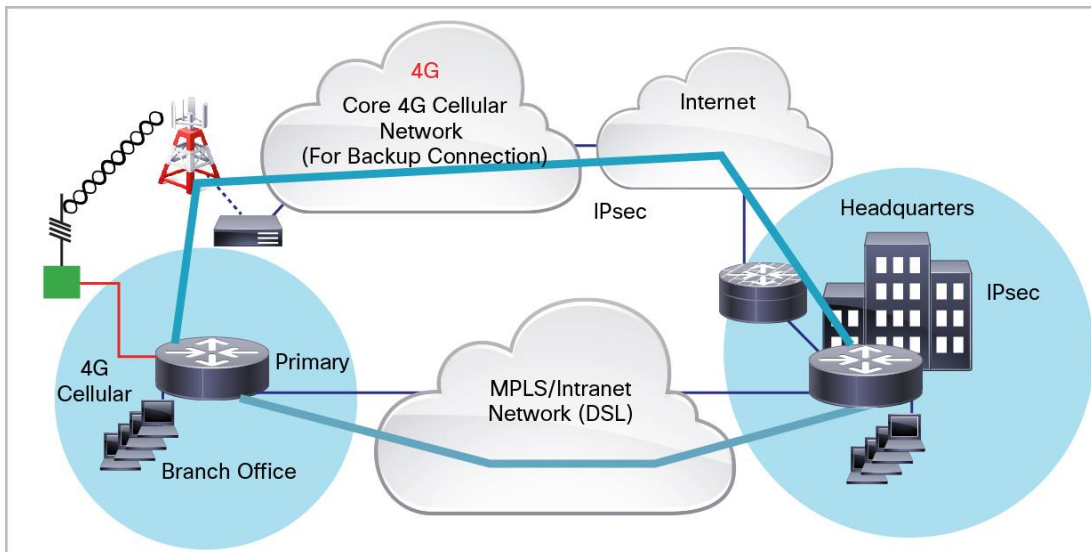 4G
Core 4G Cellular
Network
(For Backup Connection)
Internet
IPsec
Headquarters
IPsec
Primary
4G
Cellular
Branch Office
MPLS/Intranet
Network (DSL)